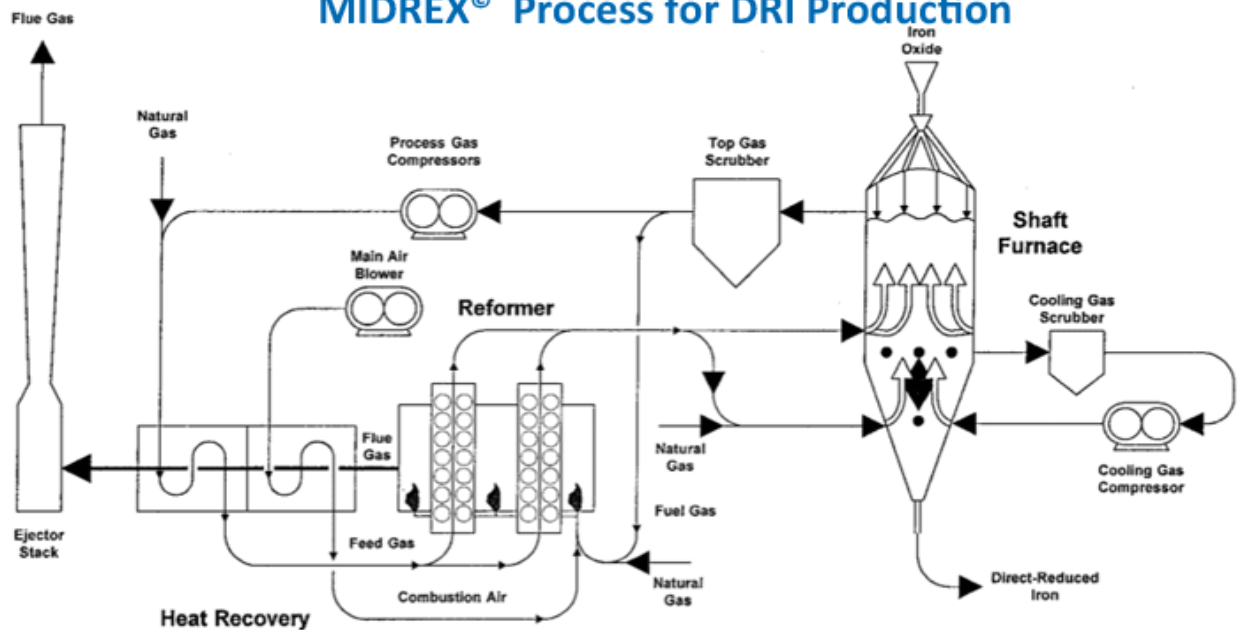 MIDREX© Process for DRI Production
Flue Gas
Iron
Oxide
Natural
Gas
Process Gas
Compressors
Top Gas
Scrubber
Shaft
Furnace
Main Air
Blower
Reformer
Cooling Gas
Scrubber
Flue
Gas
Natural
Gas
Cooling Gas
Compressor
Fuel Gas
Ejector
Stack
Feed Gas
Natural
Gas
Direct-Reduced
Iron
Combustion Air
Heat Recovery